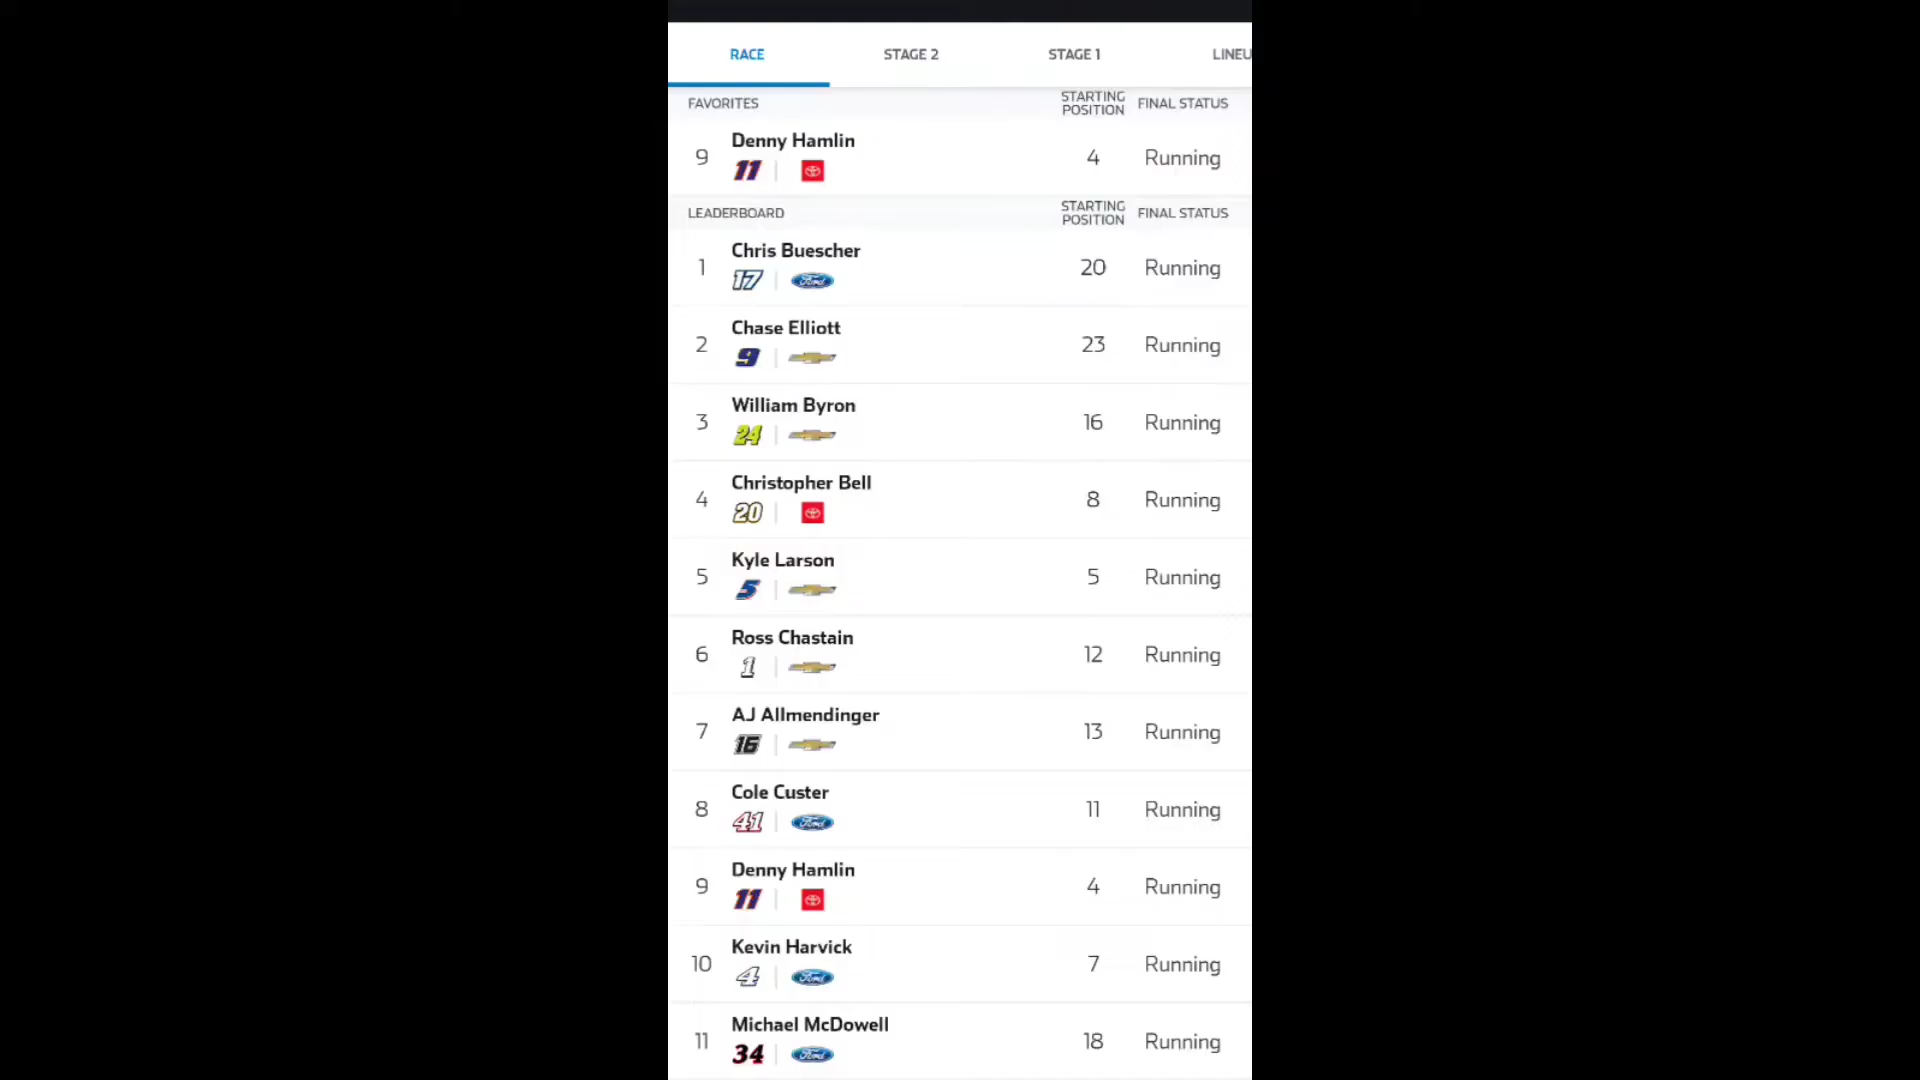 RACE STAGE 2 STAGE 1 LINEU
FAVORITES STARTING POSITION FINAL STATUS
Denny Hamlin
9 4 Running
11
LEADERBOARD STARTING POSITION FINAL STATUS
Chris Buescher
1 20 Running
17 Ford
Chase Elliott
2 23 Running
9
William Byron
3 16 Running
24
Christopher Bell
4 8 Running
20
Kyle Larson
5 5 Running
5
Ross Chastain
6 12 Running
1
AJ Allmendinger
7 13 Running
16
Cole Custer
8 11 Running
41 Ford
Denny Hamlin
9 4 Running
11
Kevin Harvick
10 7 Running
4 Ford
Michael McDowell
11 18 Running
34 Ford